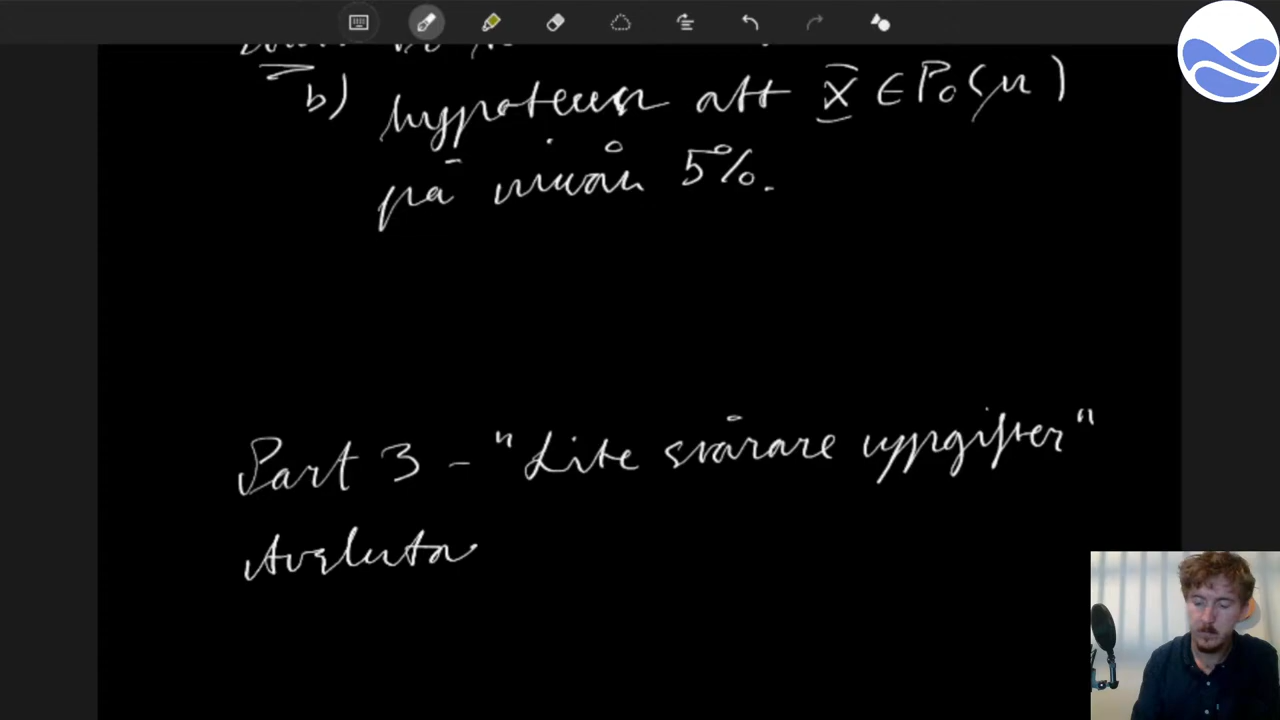 b) hypotesen att X ∈ Po(μ)
på nivån 5%.
Part 3 - "Lite svårare uppgifter"
Avsluta